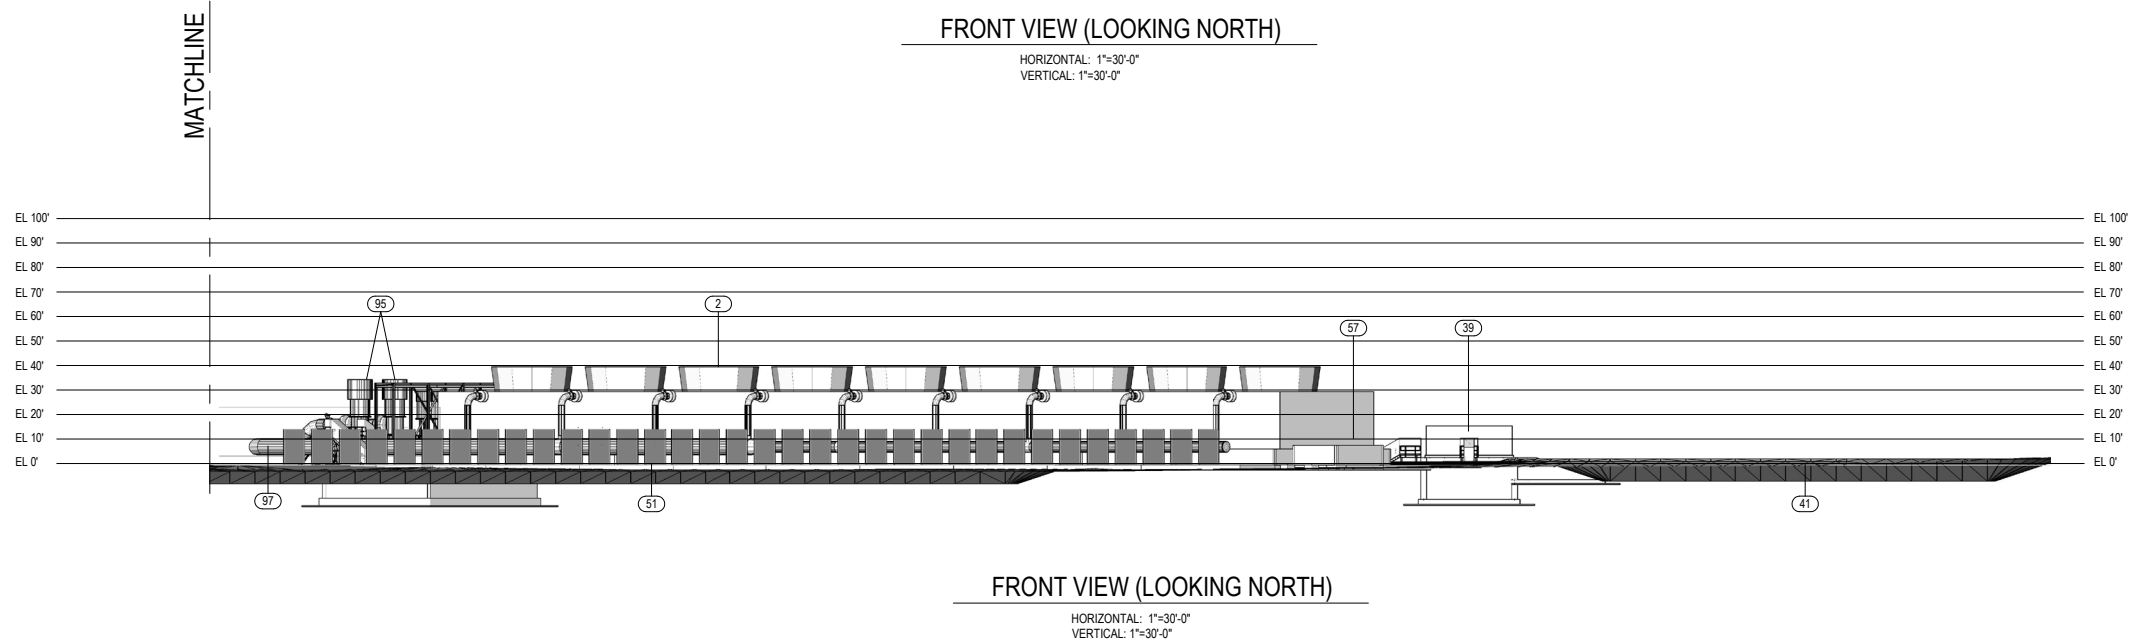 MATCHLINE
FRONT VIEW (LOOKING NORTH)
HORIZONTAL: 1"=30'-0"
VERTICAL: 1"=30'-0"
EL 100' EL 100'
EL 90' EL 90'
EL 80' EL 80'
EL 70' EL 70'
95 2
EL 60' EL 60'
57 39
EL 50' EL 50'
EL 40' EL 40'
EL 30' EL 30'
EL 20' EL 20'
EL 10' EL 10'
EL 0' EL 0'
97 51 41
FRONT VIEW (LOOKING NORTH)
HORIZONTAL: 1"=30'-0"
VERTICAL: 1"=30'-0"